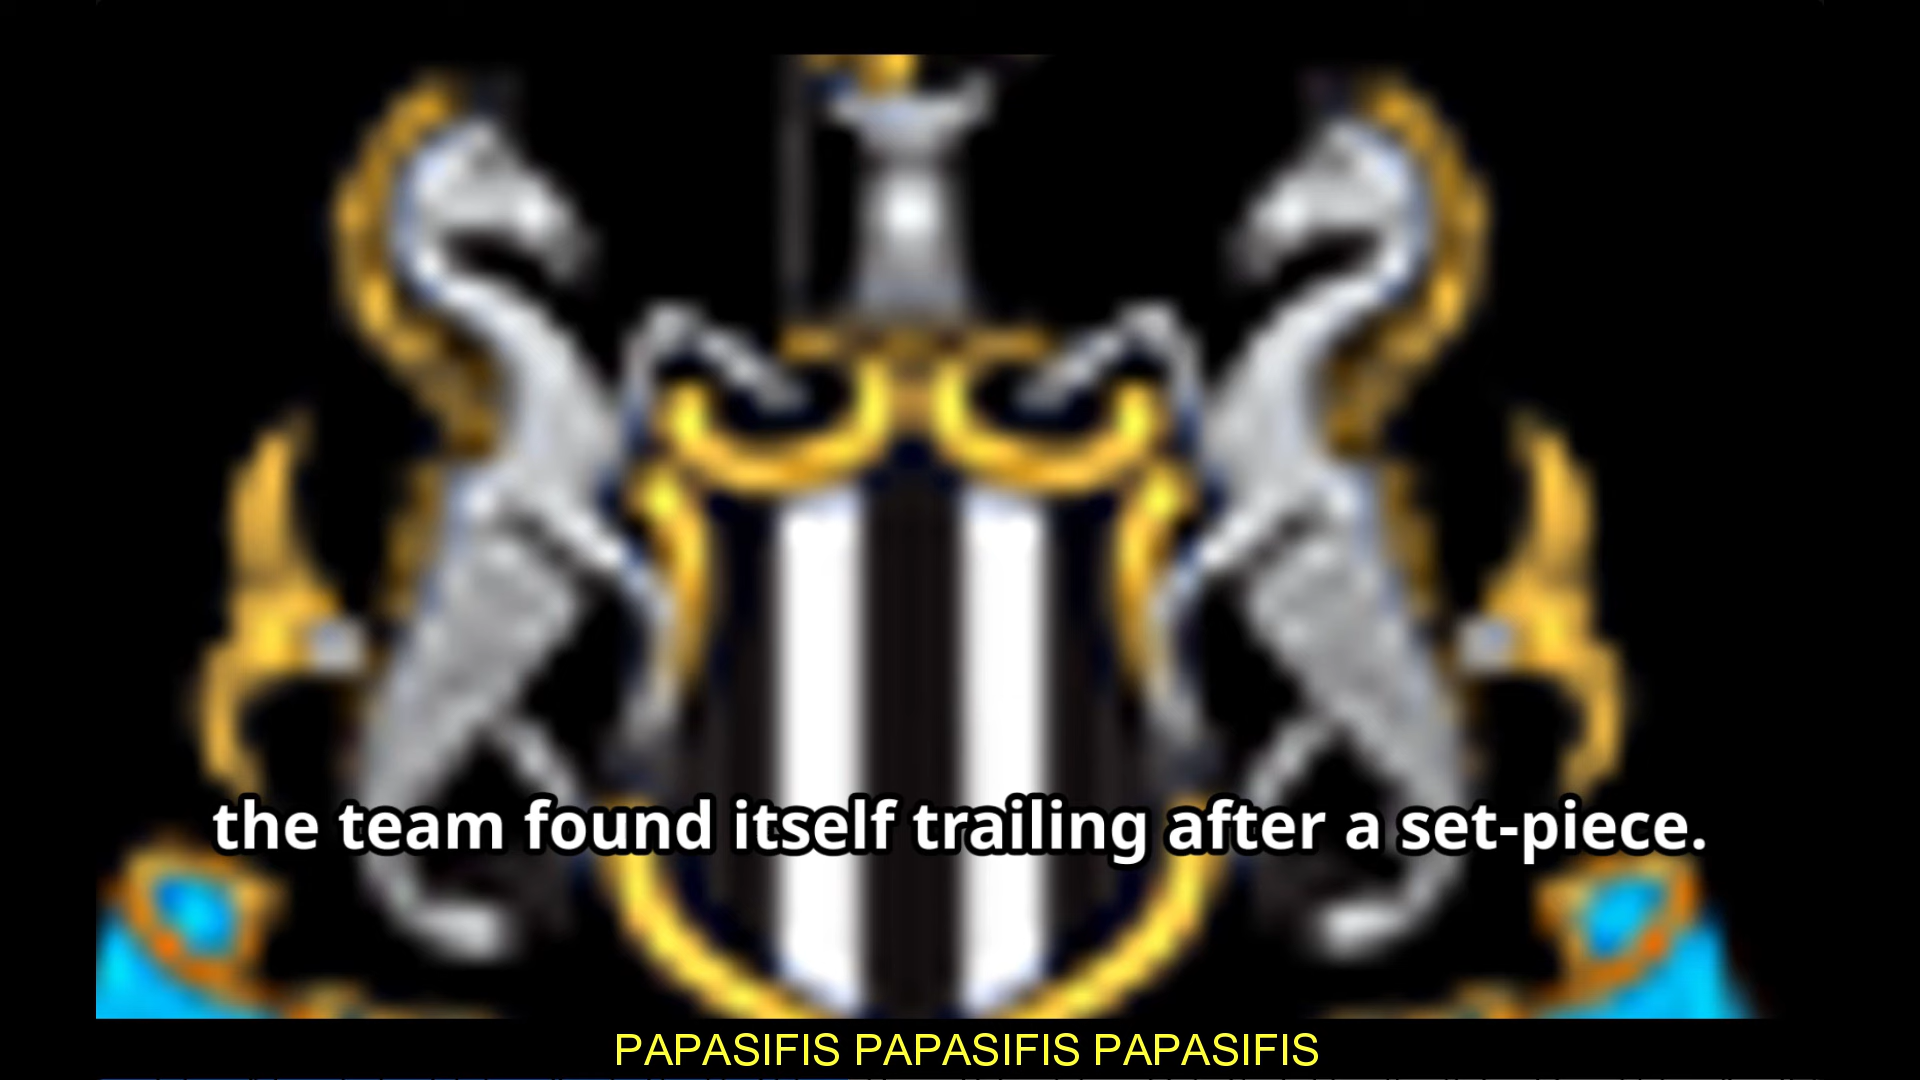 the team found itself trailing after a set-piece.
PAPASIFIS PAPASIFIS PAPASIFIS